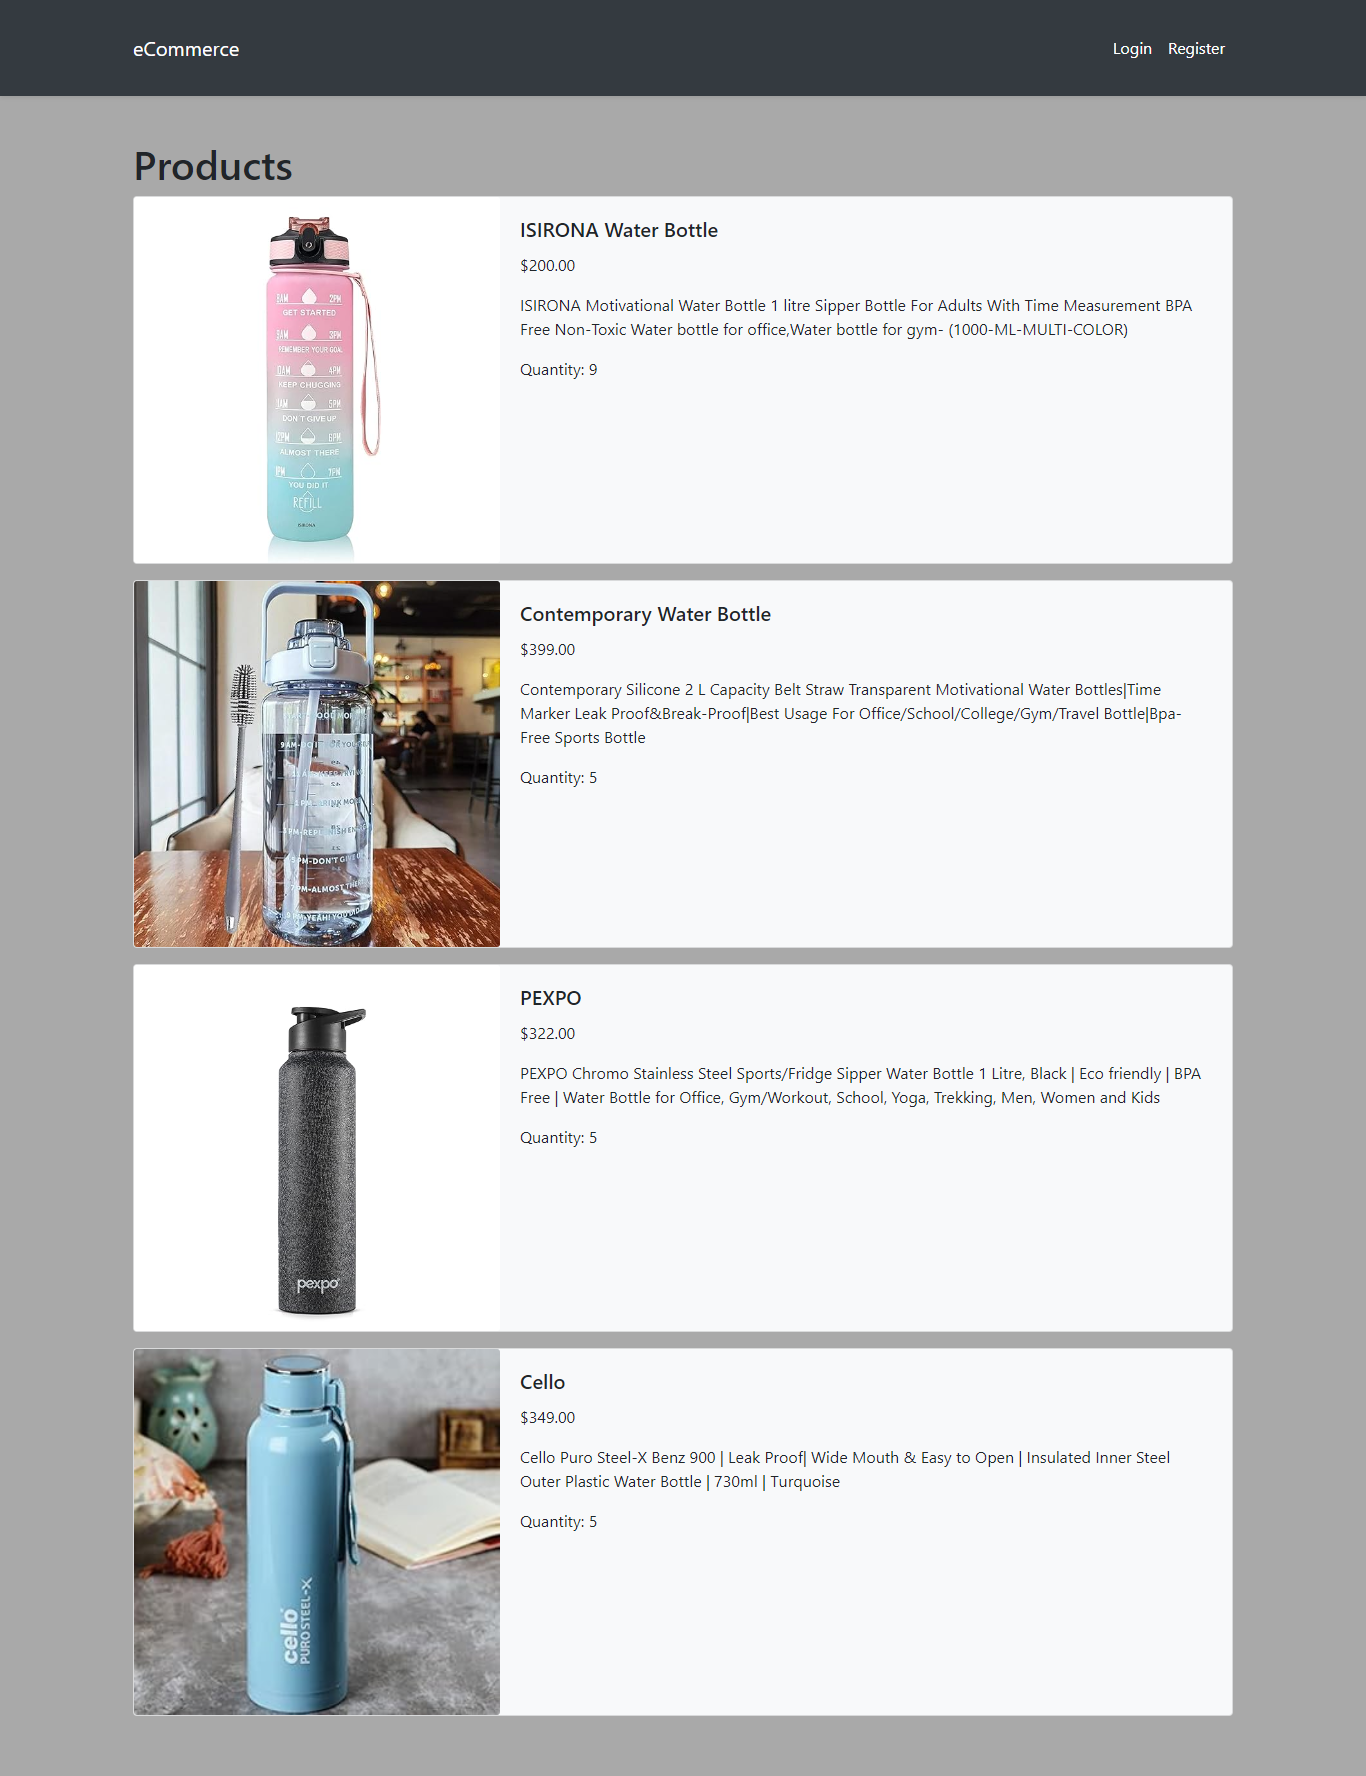 eCommerce
Login Register
Products
ISIRONA Water Bottle
$200.00
ISIRONA Motivational Water Bottle 1 litre Sipper Bottle For Adults With Time Measurement BPA
Free Non-Toxic Water bottle for office,Water bottle for gym- (1000-ML-MULTI-COLOR)
Quantity: 9
9AM 2PM
GET STARTED
9AM 3PM
REMEMBER YOUR GOAL
10AM 4PM
KEEP CHUGGING
5PM
DON'T GIVE UP
12PM 6PM
ALMOST THERE
1PM 7PM
YOU DID IT
REFILL
ISIRONA
Contemporary Water Bottle
$399.00
Contemporary Silicone 2 L Capacity Belt Straw Transparent Motivational Water Bottles|Time
Marker Leak Proof&Break-Proof|Best Usage For Office/School/College/Gym/Travel Bottle|Bpa-
Free Sports Bottle
Quantity: 5
PM-DON'T GIVE
7PM-ALMOST
PEXPO
$322.00
PEXPO Chromo Stainless Steel Sports/Fridge Sipper Water Bottle 1 Litre, Black | Eco friendly | BPA
Free | Water Bottle for Office, Gym/Workout, School, Yoga, Trekking, Men, Women and Kids
Quantity: 5
pexpo
Cello
$349.00
Cello Puro Steel-X Benz 900 | Leak Proof| Wide Mouth & Easy to Open | Insulated Inner Steel
Outer Plastic Water Bottle | 730ml | Turquoise
Quantity: 5
cello
PURO STEEL-X